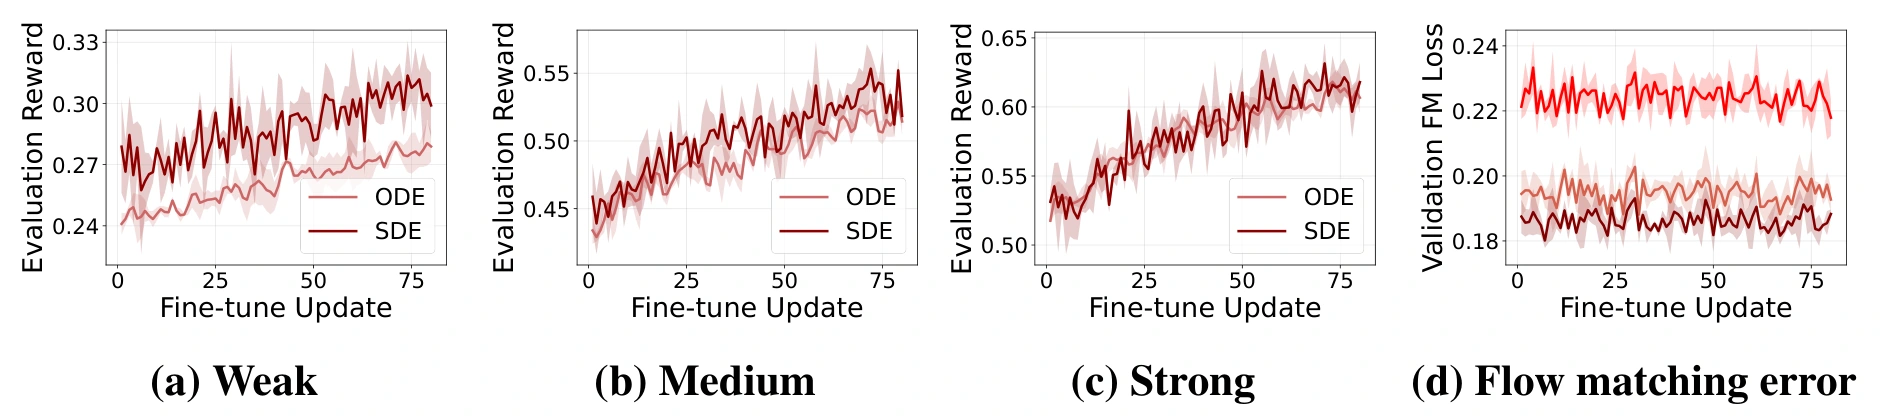 Evaluation Reward
0.33
0.30
0.27
0.24
ODE
SDE
0
25
50
75
Fine-tune Update
(a) Weak
Evaluation Reward
0.55
0.50
0.45
ODE
SDE
0
25
50
75
Fine-tune Update
(b) Medium
Evaluation Reward
0.65
0.60
0.55
0.50
ODE
SDE
0
25
50
75
Fine-tune Update
(c) Strong
Validation FM Loss
0.24
0.22
0.20
0.18
0
25
50
75
Fine-tune Update
(d) Flow matching error